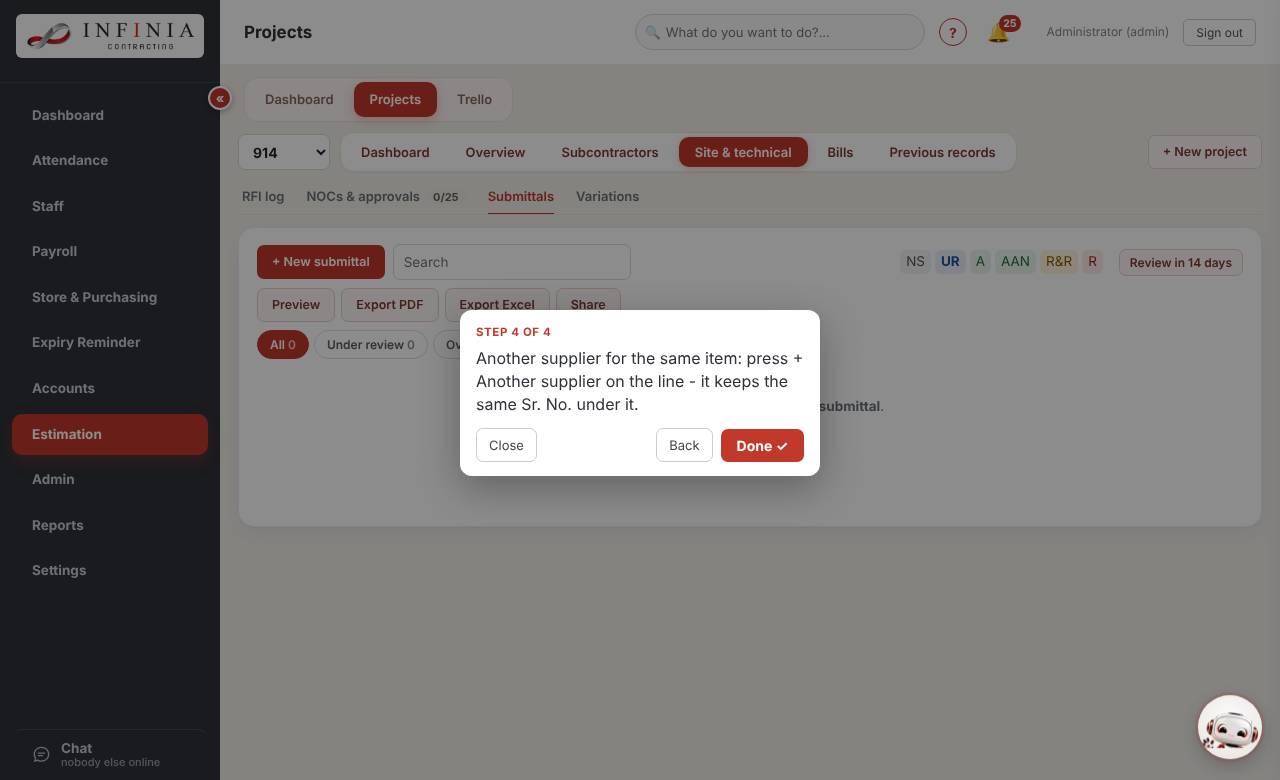 INFINIA
CONTRACTING
Projects
What do you want to do?...
?
25
Administrator (admin)
Sign out
«
Dashboard
Attendance
Staff
Payroll
Store & Purchasing
Expiry Reminder
Accounts
Estimation
Admin
Reports
Settings
Chat
nobody else online
Dashboard
Projects
Trello
914
Dashboard
Overview
Subcontractors
Site & technical
Bills
Previous records
+ New project
RFI log
NOCs & approvals 0/25
Submittals
Variations
+ New submittal
Search
NS
UR
A
AAN
R&R
R
Review in 14 days
Preview
Export PDF
Export Excel
Share
All 0
Under review 0
submittal.
STEP 4 OF 4
Another supplier for the same item: press +
Another supplier on the line - it keeps the
same Sr. No. under it.
Close
Back
Done ✓